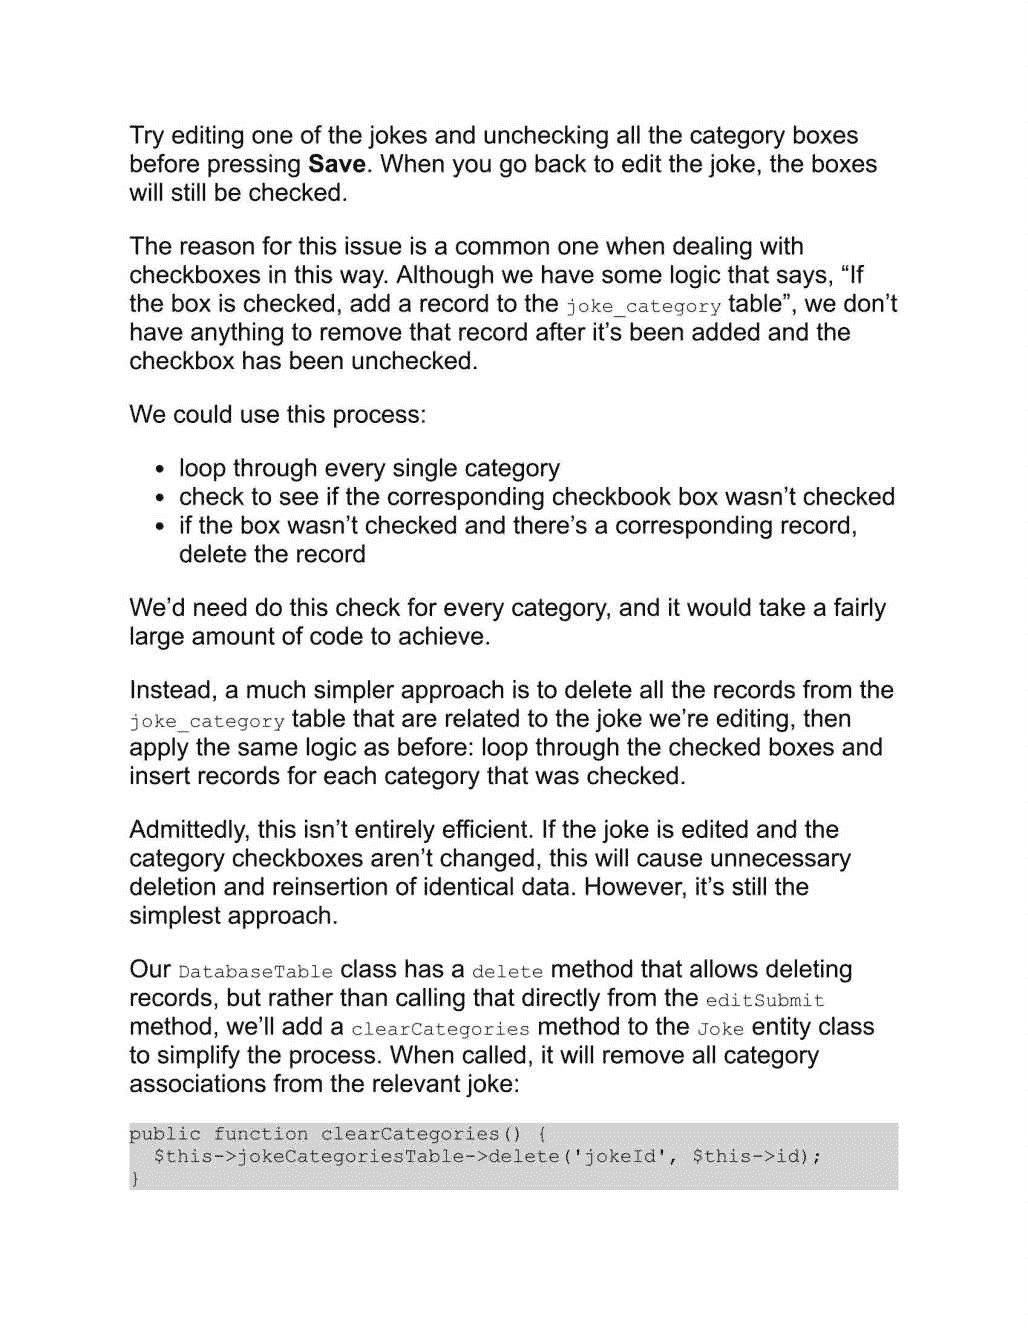 Try editing one of the jokes and unchecking all the category boxes
before pressing Save. When you go back to edit the joke, the boxes
will still be checked.
The reason for this issue is a common one when dealing with
checkboxes in this way. Although we have some logic that says, “If
the box is checked, add a record to the joke_category table”, we don’t
have anything to remove that record after it’s been added and the
checkbox has been unchecked.
We could use this process:
• loop through every single category
• check to see if the corresponding checkbook box wasn’t checked
• if the box wasn’t checked and there’s a corresponding record,
delete the record
We’d need do this check for every category, and it would take a fairly
large amount of code to achieve.
Instead, a much simpler approach is to delete all the records from the
joke_category table that are related to the joke we’re editing, then
apply the same logic as before: loop through the checked boxes and
insert records for each category that was checked.
Admittedly, this isn’t entirely efficient. If the joke is edited and the
category checkboxes aren’t changed, this will cause unnecessary
deletion and reinsertion of identical data. However, it’s still the
simplest approach.
Our DatabaseTable class has a delete method that allows deleting
records, but rather than calling that directly from the editSubmit
method, we’ll add a clearCategories method to the Joke entity class
to simplify the process. When called, it will remove all category
associations from the relevant joke:
public function clearCategories() {
  $this->jokeCategoriesTable->delete('jokeId', $this->id);
}